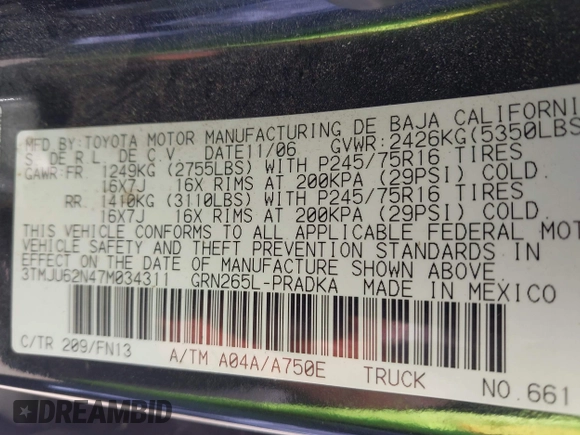 MFD.BY:TOYOTA MOTOR MANUFACTURING DE BAJA CALIFORNI
S. DE R.L. DE C.V. DATE11/06 GVWR:2426KG(5350LBS
GAWR:FR. 1249KG (2755LBS) WITH P245/75R16 TIRES
16X7J 16X RIMS AT 200KPA (29PSI) COLD.
RR. 1410KG (3110LBS) WITH P245/75R16 TIRES
16X7J 16X RIMS AT 200KPA (29PSI) COLD.
THIS VEHICLE CONFORMS TO ALL APPLICABLE FEDERAL MOT
VEHICLE SAFETY AND THEFT PREVENTION STANDARDS IN
EFFECT ON THE DATE OF MANUFACTURE SHOWN ABOVE.
3TMJU62N47M034311 GRN265L-PRADKA MADE IN MEXICO
C/TR 209/FN13 A/TM A04A/A750E TRUCK NO.661
DREAMBID